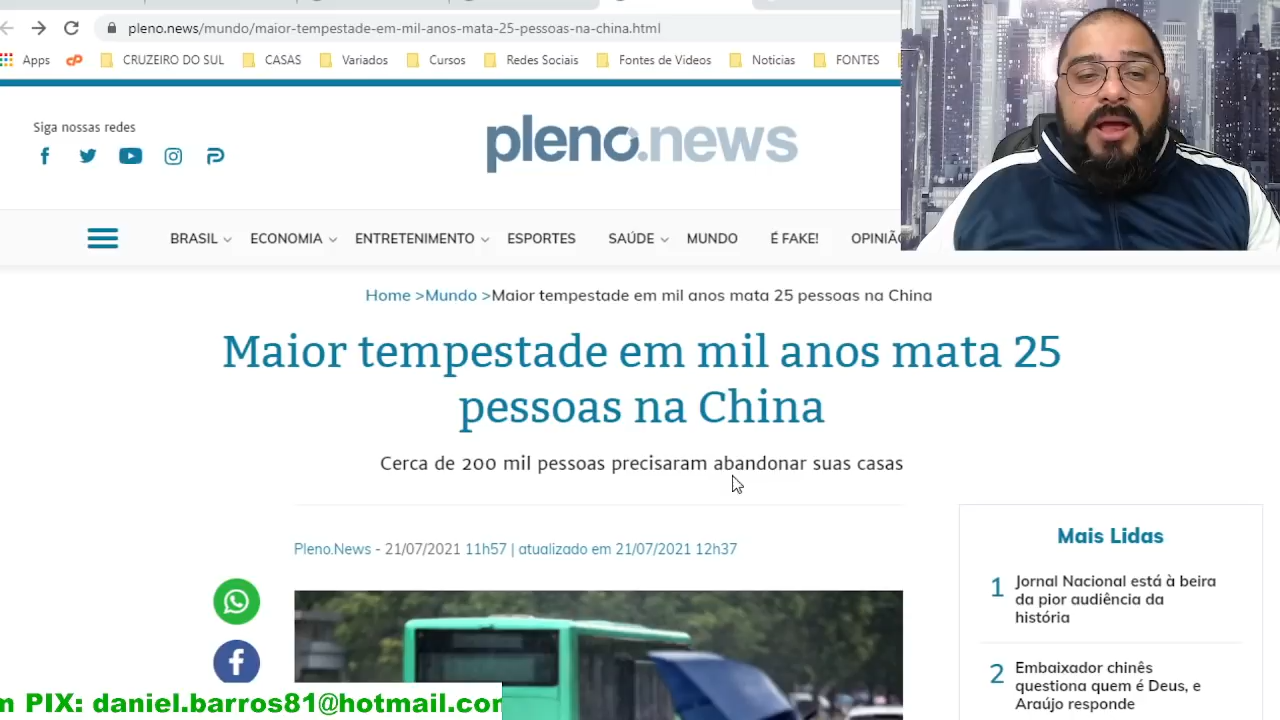 pleno.news/mundo/maior-tempestade-em-mil-anos-mata-25-pessoas-na-china.html
Apps CRUZEIRO DO SUL CASAS Variados Cursos Redes Sociais Fontes de Videos Noticias FONTES
Siga nossas redes
pleno.news
BRASIL ECONOMIA ENTRETENIMENTO ESPORTES SAÚDE MUNDO É FAKE! OPINIÃO
Home >Mundo >Maior tempestade em mil anos mata 25 pessoas na China
Maior tempestade em mil anos mata 25
pessoas na China
Cerca de 200 mil pessoas precisaram abandonar suas casas
Pleno.News - 21/07/2021 11h57 | atualizado em 21/07/2021 12h37
Mais Lidas
1 Jornal Nacional está à beira
da pior audiência da
história
2 Embaixador chinês
questiona quem é Deus, e
Araújo responde
m PIX: daniel.barros81@hotmail.com